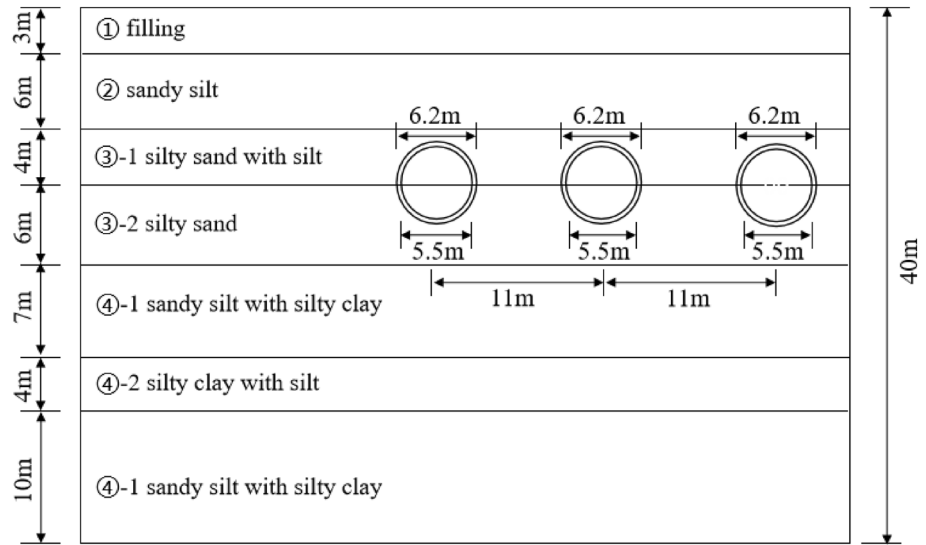 3m
① filling
6m
② sandy silt
6.2m
6.2m
6.2m
4m
③-1 silty sand with silt
6m
③-2 silty sand
5.5m
5.5m
5.5m
40m
7m
④-1 sandy silt with silty clay
11m
11m
4m
④-2 silty clay with silt
10m
④-1 sandy silt with silty clay